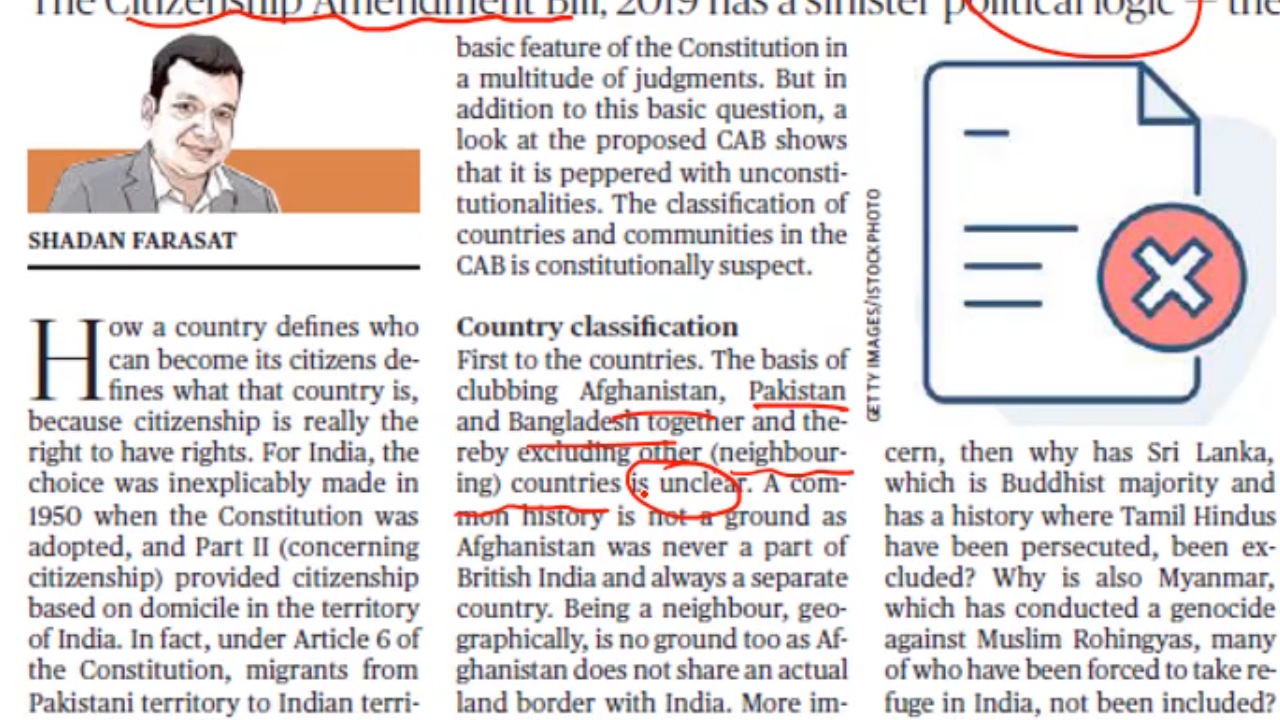 The Citizenship Amendment Bill, 2019 has a sinister political logic — the
SHADAN FARASAT
How a country defines who
can become its citizens de-
fines what that country is,
because citizenship is really the
right to have rights. For India, the
choice was inexplicably made in
1950 when the Constitution was
adopted, and Part II (concerning
citizenship) provided citizenship
based on domicile in the territory
of India. In fact, under Article 6 of
the Constitution, migrants from
Pakistani territory to Indian terri-
basic feature of the Constitution in
a multitude of judgments. But in
addition to this basic question, a
look at the proposed CAB shows
that it is peppered with unconsti-
tutionalities. The classification of
countries and communities in the
CAB is constitutionally suspect.
Country classification
First to the countries. The basis of
clubbing Afghanistan, Pakistan
and Bangladesh together and the-
reby excluding other (neighbour-
ing) countries is unclear. A com-
mon history is not a ground as
Afghanistan was never a part of
British India and always a separate
country. Being a neighbour, geo-
graphically, is no ground too as Af-
ghanistan does not share an actual
land border with India. More im-
GETTY IMAGES/ISTOCKPHOTO
cern, then why has Sri Lanka,
which is Buddhist majority and
has a history where Tamil Hindus
have been persecuted, been ex-
cluded? Why is also Myanmar,
which has conducted a genocide
against Muslim Rohingyas, many
of who have been forced to take re-
fuge in India, not been included?